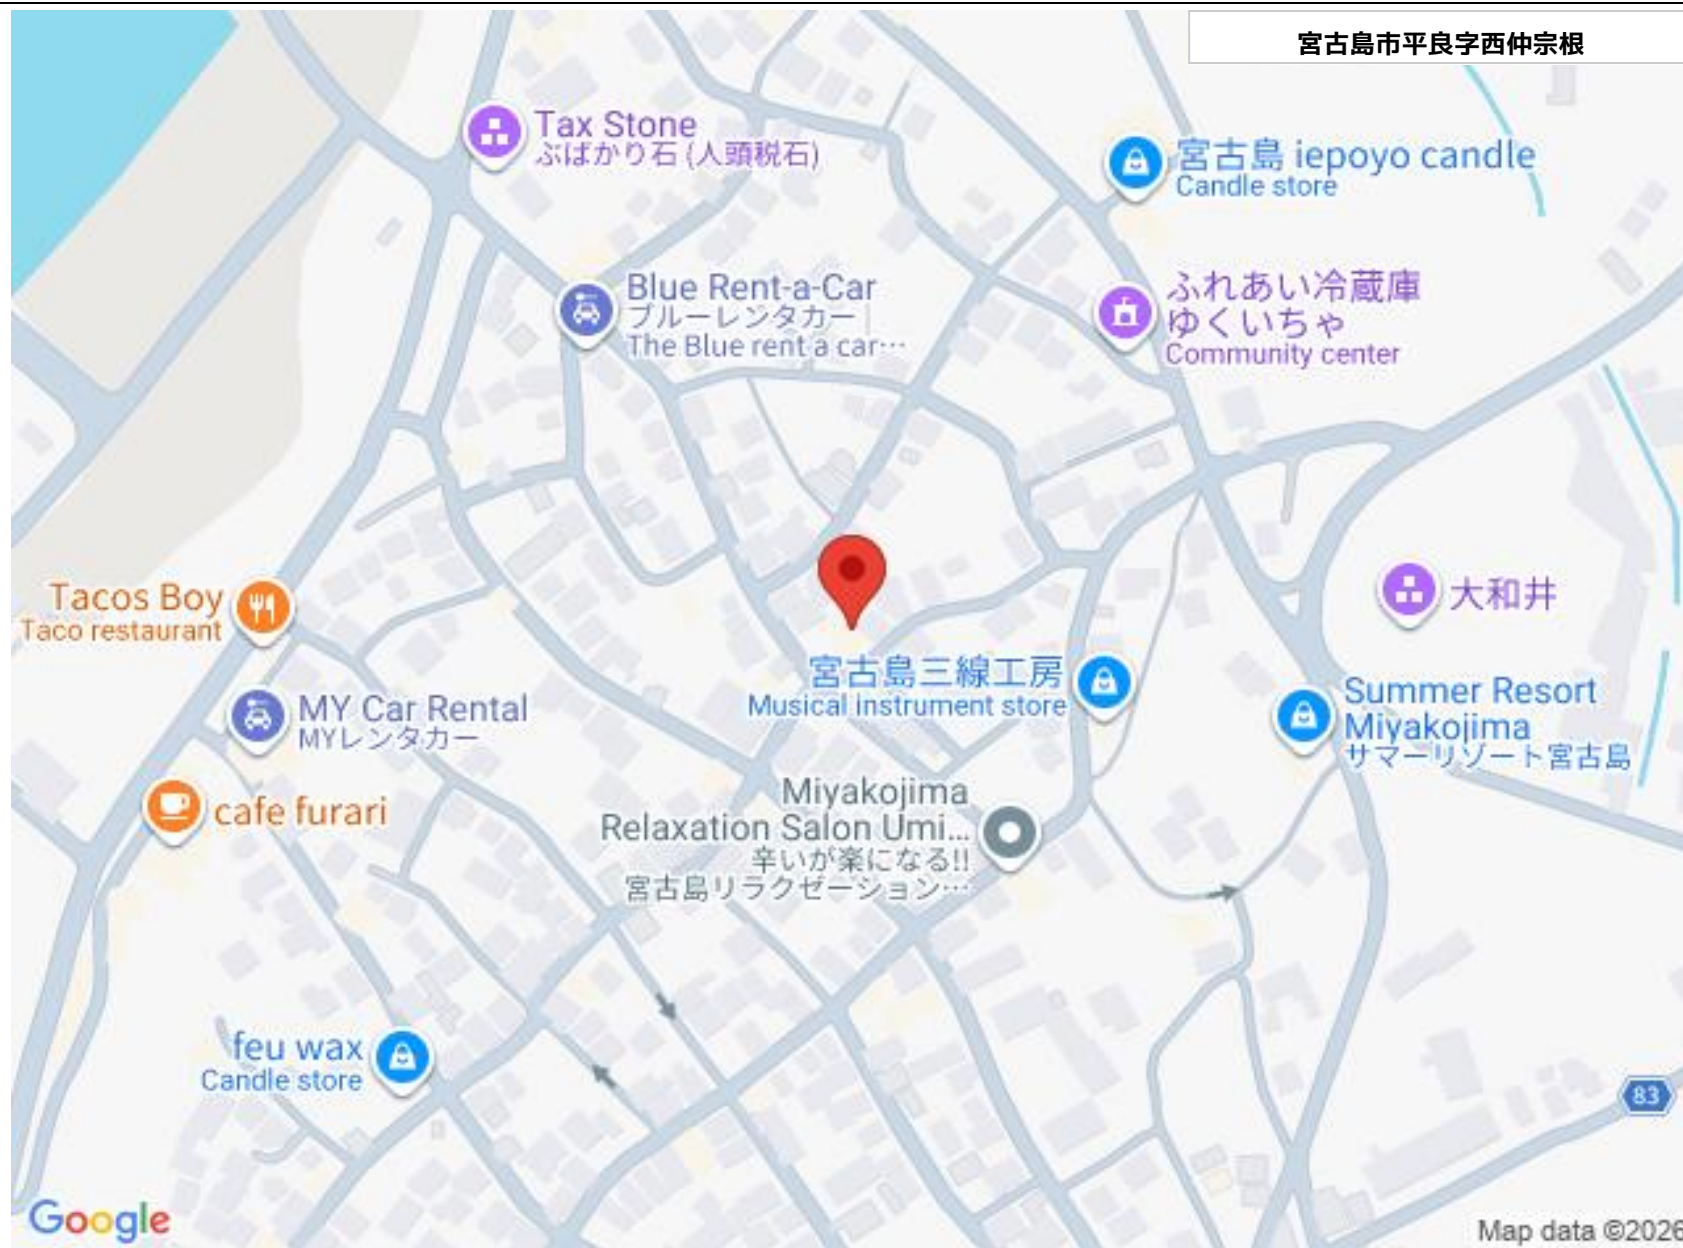 宮古島市平良字西仲宗根
Tax Stone
ぶばかり石 (人頭税石)
宮古島 iepoyo candle
Candle store
Blue Rent-a-Car
ブルーレンタカー |
The Blue rent a car…
ふれあい冷蔵庫
ゆくいちゃ
Community center
Tacos Boy
Taco restaurant
大和井
宮古島三線工房
Musical instrument store
Summer Resort
Miyakojima
サマーリゾート宮古島
MY Car Rental
MYレンタカー
cafe furari
Miyakojima
Relaxation Salon Umi...
辛いが楽になる!!
宮古島リラクゼーション…
feu wax
Candle store
83
Google
Map data ©2026